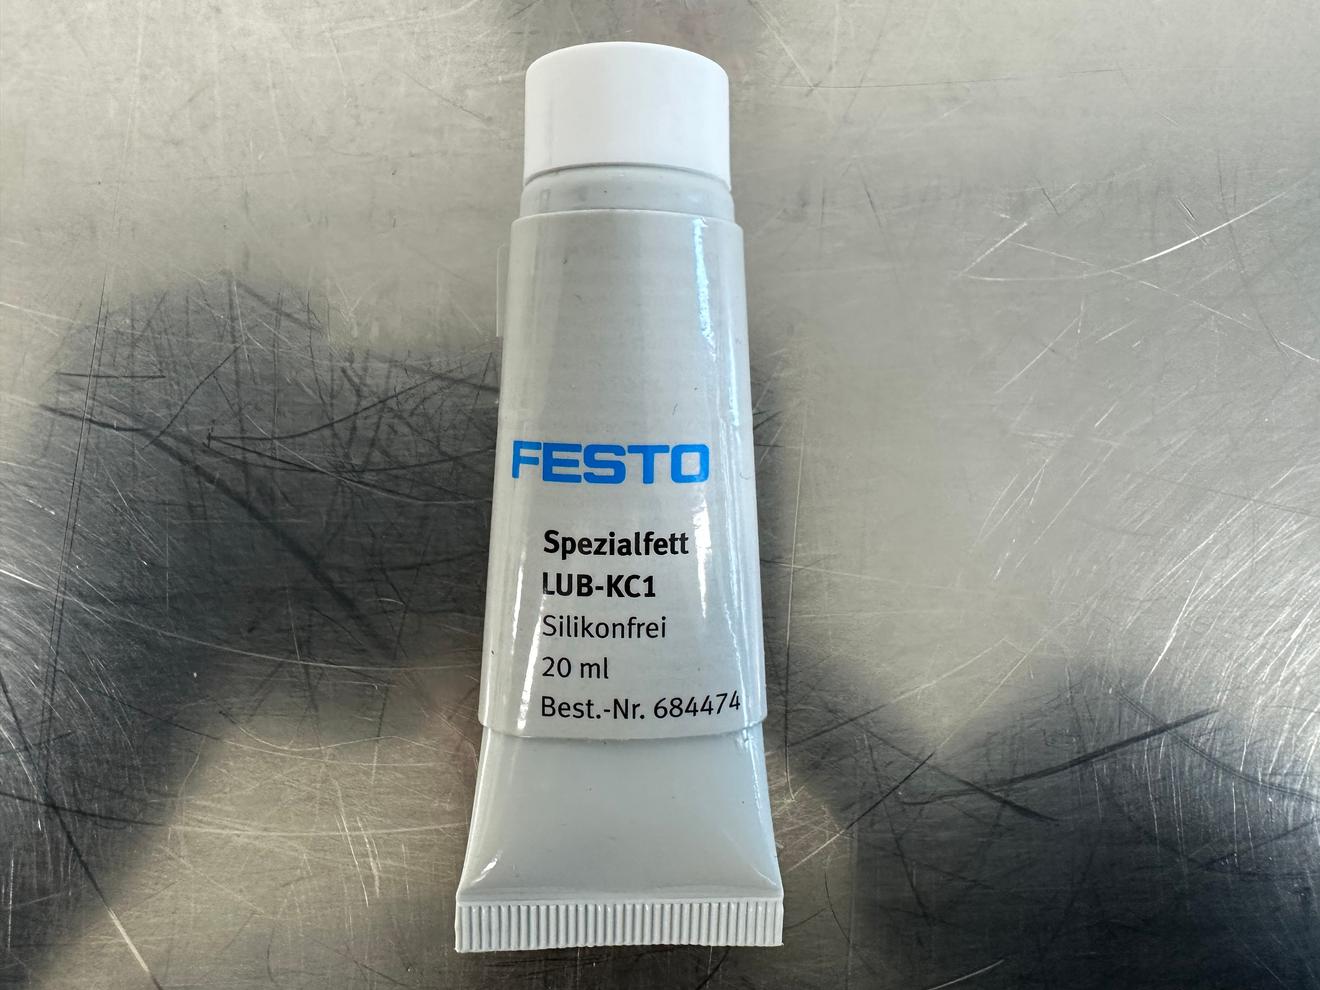 FESTO
Spezialfett
LUB-KC1
Silikonfrei
20 ml
Best.-Nr. 684474